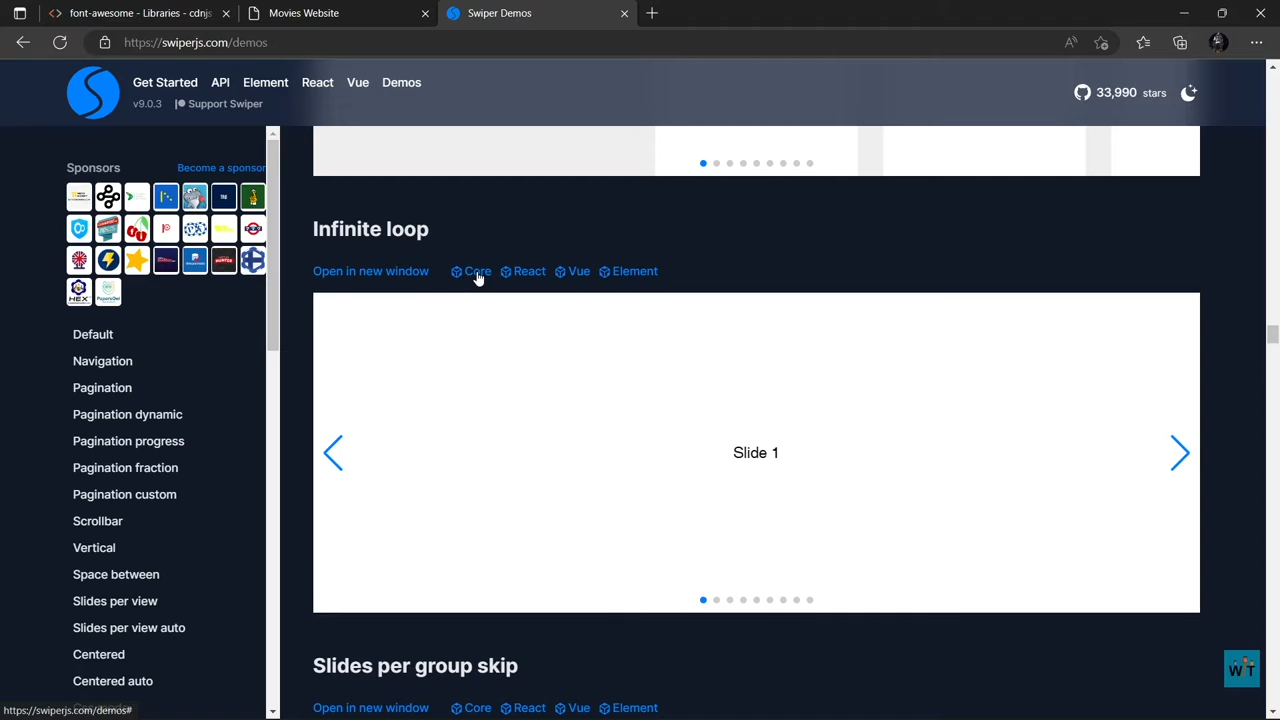 font-awesome - Libraries - cdnjs
Movies Website
Swiper Demos
https://swiperjs.com/demos
Get Started API Element React Vue Demos
v9.0.3 Support Swiper
33,990 stars
Sponsors Become a sponsor
HEX
Infinite loop
Open in new window Core React Vue Element
Slide 1
Default
Navigation
Pagination
Pagination dynamic
Pagination progress
Pagination fraction
Pagination custom
Scrollbar
Vertical
Space between
Slides per view
Slides per view auto
Centered
Centered auto
Slides per group skip
Open in new window Core React Vue Element
https://swiperjs.com/demos#
WT